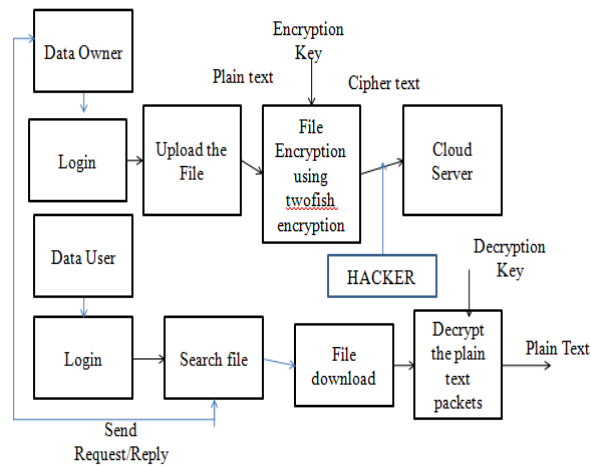 Encryption
Key
Data Owner
Plain text
Cipher text
Login
Upload the
File
File
Encryption
using
twofish
encryption
Cloud
Server
Data User
HACKER
Decryption
Key
Login
Search file
File
download
Decrypt
the plain
text
packets
Plain Text
Send
Request/Reply